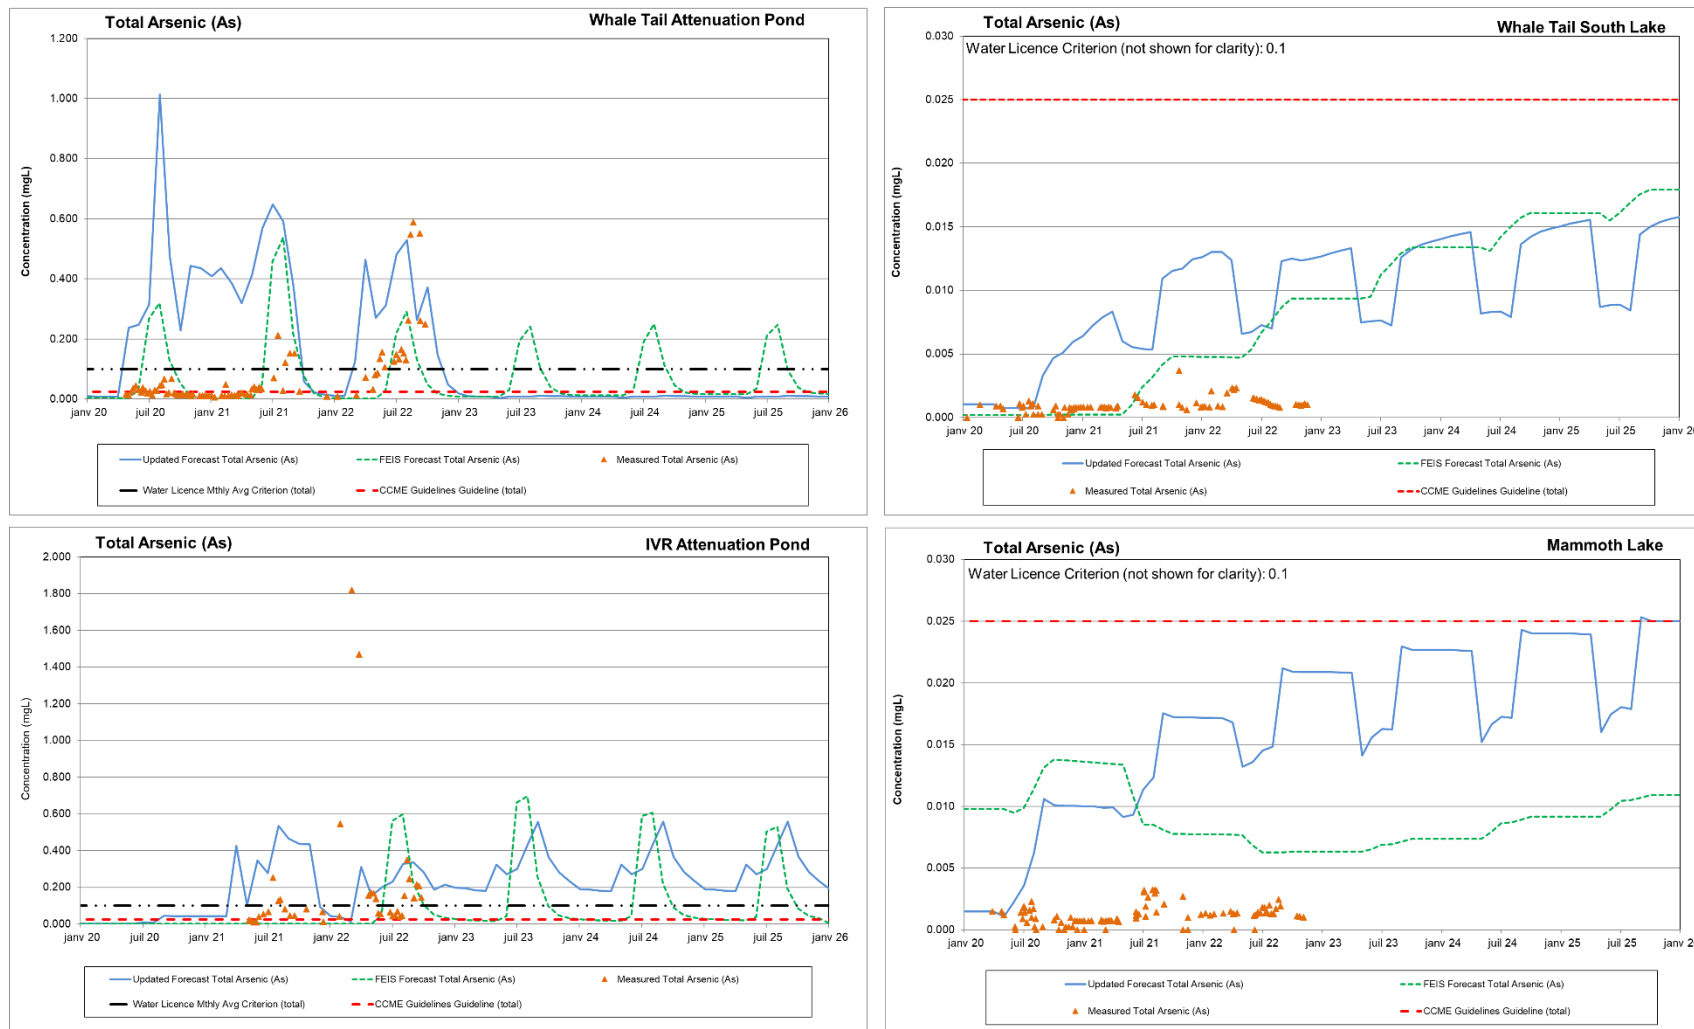 Total Arsenic (As)
Whale Tail Attenuation Pond
1.200
1.000
0.800
0.600
0.400
0.200
0.000
Concentration (mgL)
janv 20
juil 20
janv 21
juil 21
janv 22
juil 22
janv 23
juil 23
janv 24
juil 24
janv 25
juil 25
janv 26
Updated Forecast Total Arsenic (As)
FEIS Forecast Total Arsenic (As)
Measured Total Arsenic (As)
Water Licence Mthly Avg Criterion (total)
CCME Guidelines Guideline (total)
Total Arsenic (As)
Whale Tail South Lake
Water Licence Criterion (not shown for clarity): 0.1
0.030
0.025
0.020
0.015
0.010
0.005
0.000
Concentration (mgL)
janv 20
juil 20
janv 21
juil 21
janv 22
juil 22
janv 23
juil 23
janv 24
juil 24
janv 25
juil 25
janv 26
Updated Forecast Total Arsenic (As)
FEIS Forecast Total Arsenic (As)
Measured Total Arsenic (As)
CCME Guidelines Guideline (total)
Total Arsenic (As)
IVR Attenuation Pond
2.000
1.800
1.600
1.400
1.200
1.000
0.800
0.600
0.400
0.200
0.000
Concentration (mgL)
janv 20
juil 20
janv 21
juil 21
janv 22
juil 22
janv 23
juil 23
janv 24
juil 24
janv 25
juil 25
janv 26
Updated Forecast Total Arsenic (As)
FEIS Forecast Total Arsenic (As)
Measured Total Arsenic (As)
Water Licence Mthly Avg Criterion (total)
CCME Guidelines Guideline (total)
Total Arsenic (As)
Mammoth Lake
Water Licence Criterion (not shown for clarity): 0.1
0.030
0.025
0.020
0.015
0.010
0.005
0.000
Concentration (mgL)
janv 20
juil 20
janv 21
juil 21
janv 22
juil 22
janv 23
juil 23
janv 24
juil 24
janv 25
juil 25
janv 2
Updated Forecast Total Arsenic (As)
FEIS Forecast Total Arsenic (As)
Measured Total Arsenic (As)
CCME Guidelines Guideline (total)